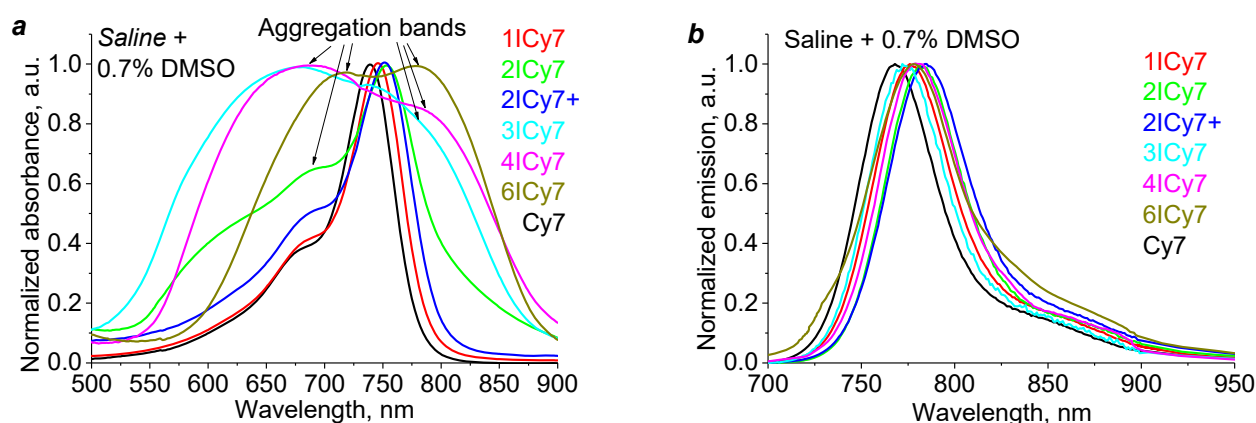 a
Saline +
0.7% DMSO
Aggregation bands
1ICy7
2ICy7
2ICy7+
3ICy7
4ICy7
6ICy7
Cy7
Normalized absorbance, a.u.
1.0
0.8
0.6
0.4
0.2
0.0
500 550 600 650 700 750 800 850 900
Wavelength, nm
b
Saline + 0.7% DMSO
1ICy7
2ICy7
2ICy7+
3ICy7
4ICy7
6ICy7
Cy7
Normalized emission, a.u.
1.0
0.8
0.6
0.4
0.2
0.0
700 750 800 850 900 950
Wavelength, nm